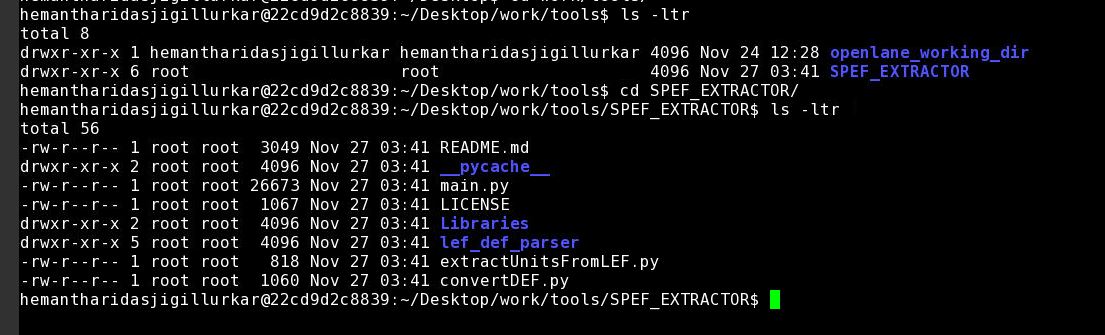 hemantharidasjigillurkar@22cd9d2c8839:~/Desktop/work/tools$ ls -ltr
total 8
drwxr-xr-x 1 hemantharidasjigillurkar hemantharidasjigillurkar 4096 Nov 24 12:28 openlane_working_dir
drwxr-xr-x 6 root                     root                     4096 Nov 27 03:41 SPEF_EXTRACTOR
hemantharidasjigillurkar@22cd9d2c8839:~/Desktop/work/tools$ cd SPEF_EXTRACTOR/
hemantharidasjigillurkar@22cd9d2c8839:~/Desktop/work/tools/SPEF_EXTRACTOR$ ls -ltr
total 56
-rw-r--r-- 1 root root  3049 Nov 27 03:41 README.md
drwxr-xr-x 2 root root  4096 Nov 27 03:41 __pycache__
-rw-r--r-- 1 root root 26673 Nov 27 03:41 main.py
-rw-r--r-- 1 root root  1067 Nov 27 03:41 LICENSE
drwxr-xr-x 2 root root  4096 Nov 27 03:41 Libraries
drwxr-xr-x 5 root root  4096 Nov 27 03:41 lef_def_parser
-rw-r--r-- 1 root root   818 Nov 27 03:41 extractUnitsFromLEF.py
-rw-r--r-- 1 root root  1060 Nov 27 03:41 convertDEF.py
hemantharidasjigillurkar@22cd9d2c8839:~/Desktop/work/tools/SPEF_EXTRACTOR$